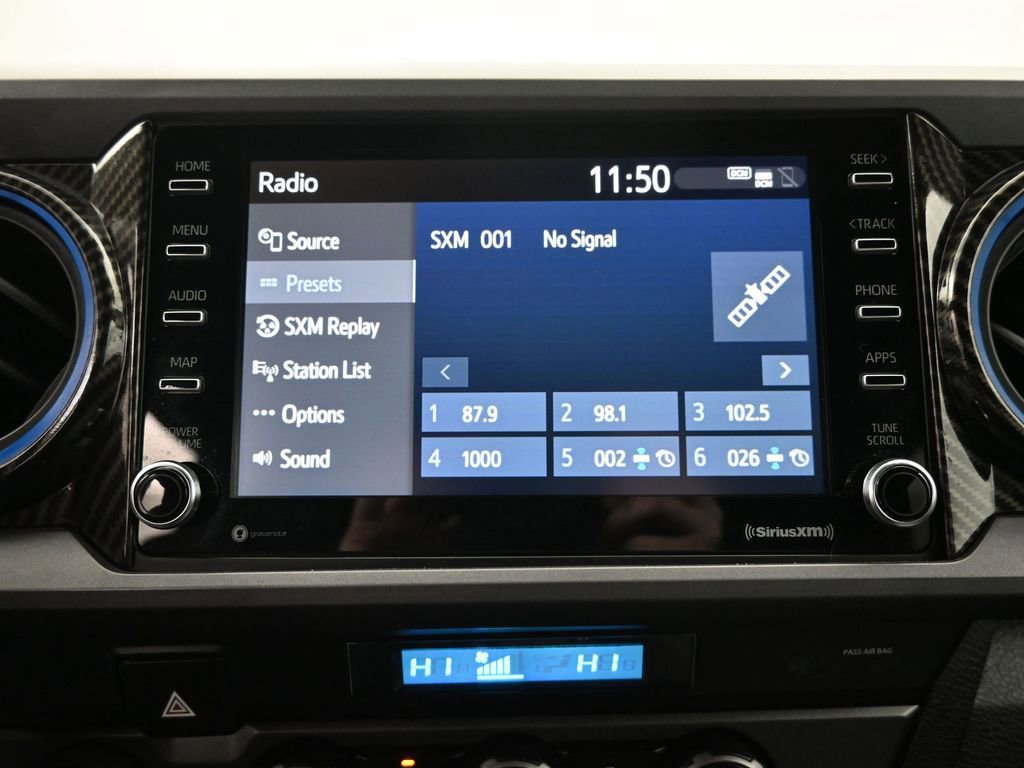 HOME
MENU
AUDIO
MAP
POWER
VOLUME
Radio
11:50
DCM
DCM
Source
Presets
SXM Replay
Station List
Options
Sound
SXM 001 No Signal
<
>
1 87.9
2 98.1
3 102.5
4 1000
5 002
6 026
SEEK>
<TRACK
PHONE
APPS
TUNE
SCROLL
gracenote
((SiriusXM))
HI HI
PASS AIR BAG